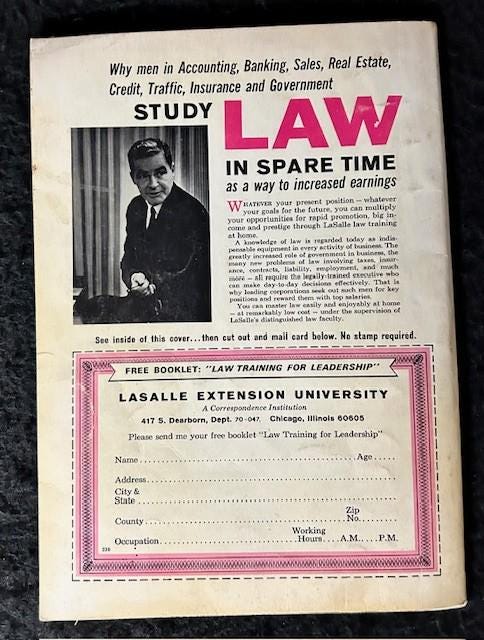 Why men in Accounting, Banking, Sales, Real Estate,
Credit, Traffic, Insurance and Government
STUDY LAW
IN SPARE TIME
as a way to increased earnings
WHATEVER your present position – whatever
your goals for the future, you can multiply
your opportunities for rapid promotion, big in-
come and prestige through LaSalle law training
at home.
A knowledge of law is regarded today as indis-
pensable equipment in every activity of business. The
greatly increased role of government in business, the
many new problems of law involving taxes, insur-
ance, contracts, liability, employment, and much
more – all require the legally-trained executive who
can make day-to-day decisions effectively. That is
why leading corporations seek out such men for key
positions and reward them with top salaries.
You can master law easily and enjoyably at home
– at remarkably low cost – under the supervision of
LaSalle's distinguished law faculty.
See inside of this cover...then cut out and mail card below. No stamp required.
FREE BOOKLET: "LAW TRAINING FOR LEADERSHIP"
LASALLE EXTENSION UNIVERSITY
A Correspondence Institution
417 S. Dearborn, Dept. 70-047, Chicago, Illinois 60605
Please send me your free booklet "Law Training for Leadership"
Name.......... Age.....
Address..........
City &
State..........
County.......... Zip
No.......
Occupation.......... Working
Hours....A.M.....P.M.
239